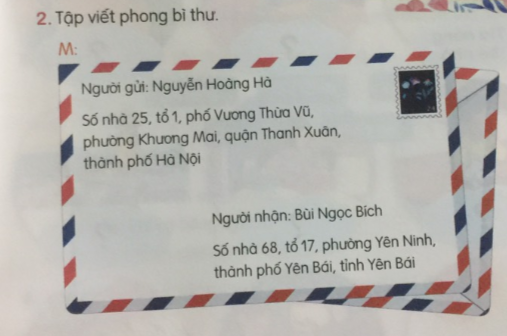 2. Tập viết phong bì thư.
M:
Người gửi: Nguyễn Hoàng Hà
Số nhà 25, tổ 1, phố Vương Thừa Vũ,
phường Khương Mai, quận Thanh Xuân,
thành phố Hà Nội
Người nhận: Bùi Ngọc Bích
Số nhà 68, tổ 17, phường Yên Ninh,
thành phố Yên Bái, tỉnh Yên Bái